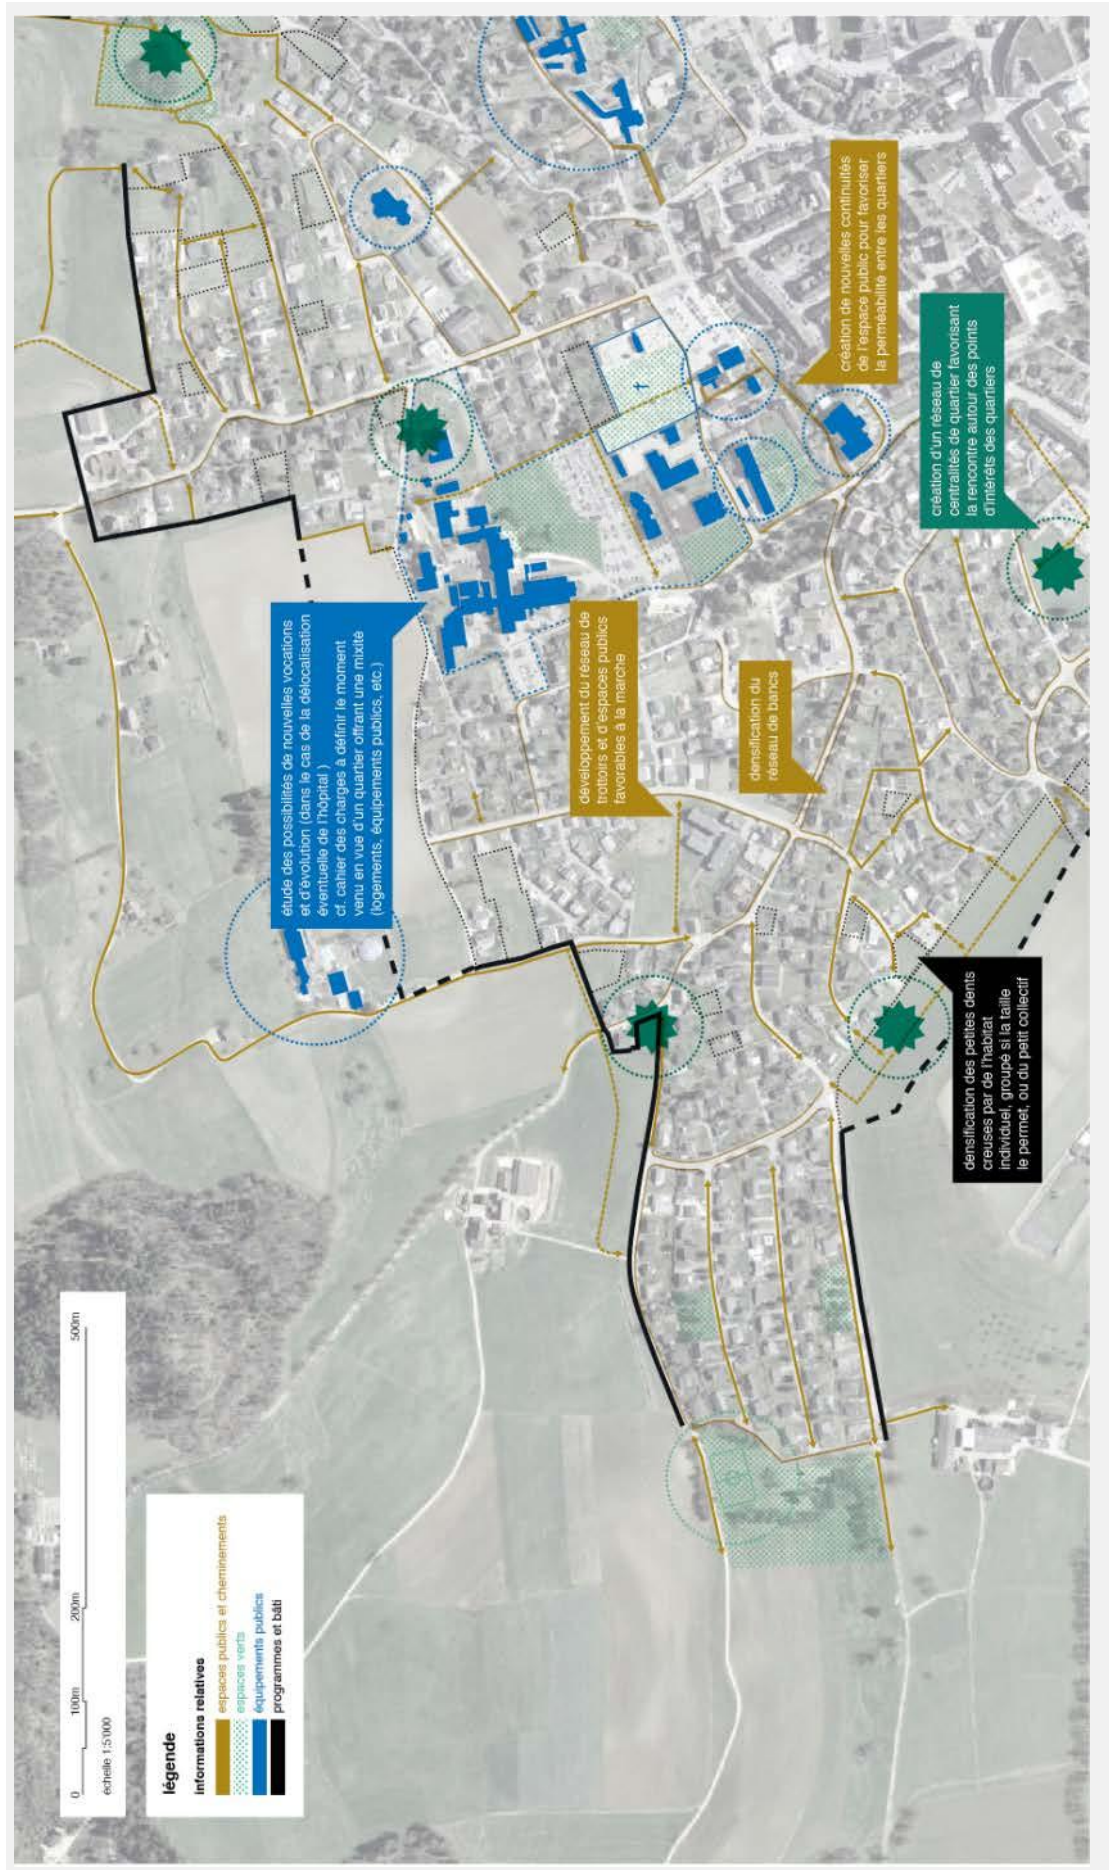 0
100m
200m
500m
échelle 1:5'000
légende
informations relatives
espaces publics et cheminements
espaces verts
équipements publics
programmes et bâti
étude des possibilités de nouvelles vocations
et d'évolution (dans le cas de la délocalisation
éventuelle de l'hôpital )
cf. cahier des charges à définir le moment
venu en vue d'un quartier offrant une mixité
(logements, équipements publics, etc.)
développement du réseau de
trottoirs et d'espaces publics
favorables à la marche
densification du
réseau de bancs
création de nouvelles continuités
de l'espace public pour favoriser
la perméabilité entre les quartiers
création d'un réseau de
centralités de quartier favorisant
la rencontre autour des points
d'intérêts des quartiers
densification des petites dents
creuses par de l'habitat
individuel, groupé si la taille
le permet, ou du petit collectif